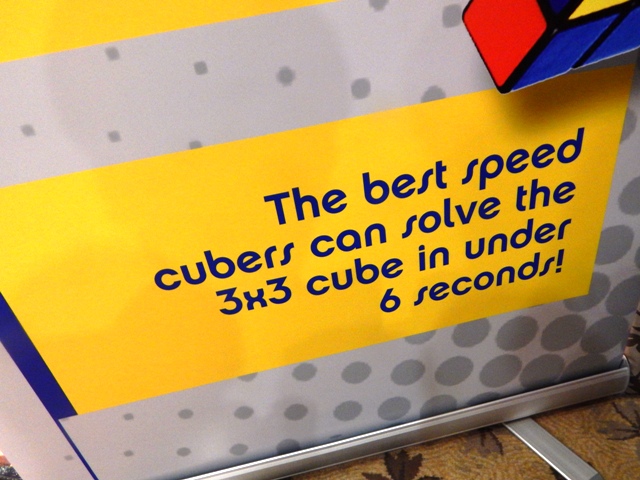 The best speed
cubers can solve the
3x3 cube in under
6 seconds!